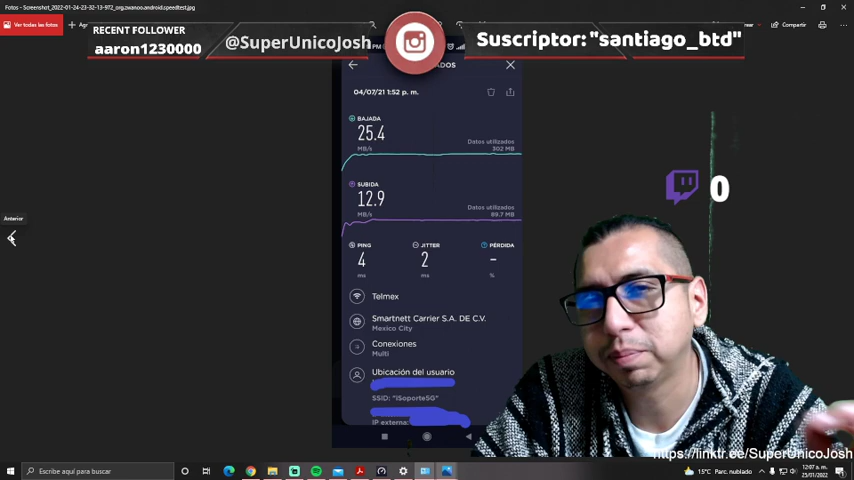 Fotos - Screenshot_2022-01-24-23-32-13-972_org.zwanoo.android.speedtest.jpg
Ver todas las fotos
Compartir
RECENT FOLLOWER
aaron1230000
@SuperUnicoJosh
Suscriptor: "santiago_btd"
04/07/21 1:52 p. m.
BAJADA
25.4
MB/s
Datos utilizados
302 MB
SUBIDA
12.9
MB/s
Datos utilizados
89.7 MB
0
Anterior
PING
4
ms
JITTER
2
ms
PÉRDIDA
-
%
Telmex
Smartnett Carrier S.A. DE C.V.
Mexico City
Conexiones
Multi
Ubicación del usuario
SSID: "iSoporte5G"
IP externa:
https://linktr.ee/SuperUnicoJosh
Escribe aquí para buscar
15°C Parc. nublado
12:07 a. m.
25/01/2022